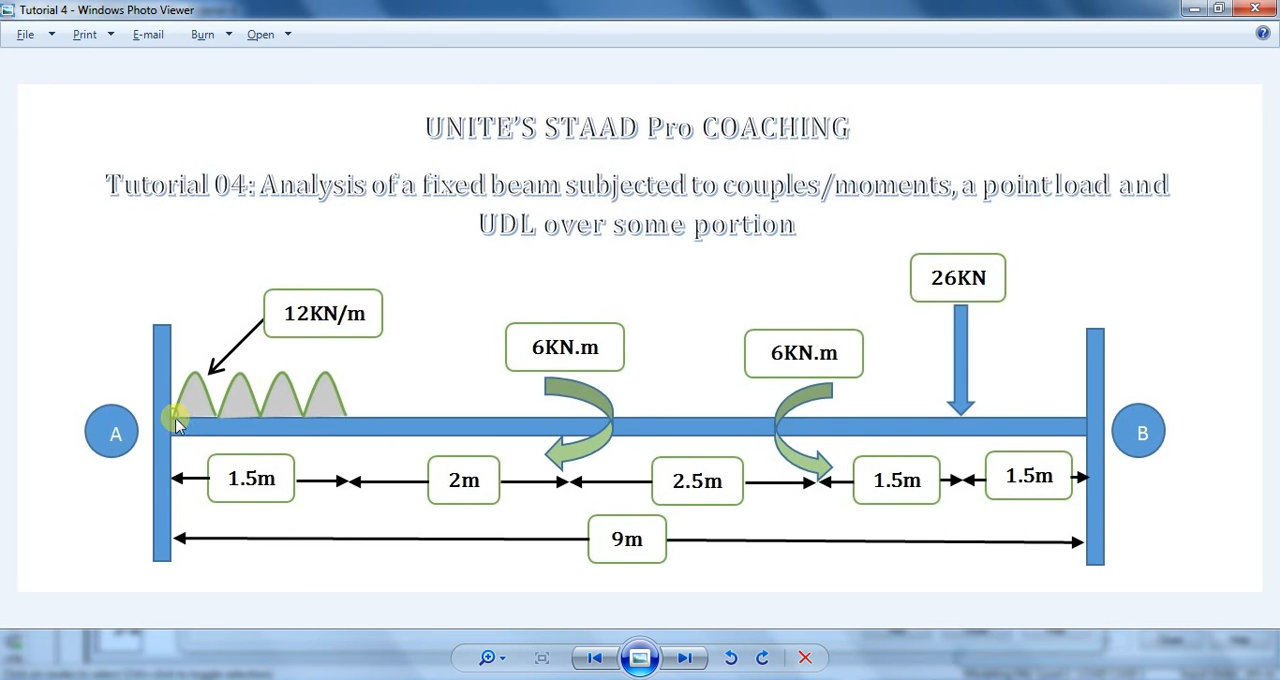 Tutorial 4 - Windows Photo Viewer
File Print E-mail Burn Open
UNITE'S STAAD Pro COACHING
Tutorial 04: Analysis of a fixed beam subjected to couples/moments, a point load and
UDL over some portion
26KN
12KN/m
6KN.m
6KN.m
A
B
1.5m 2m 2.5m 1.5m 1.5m
9m